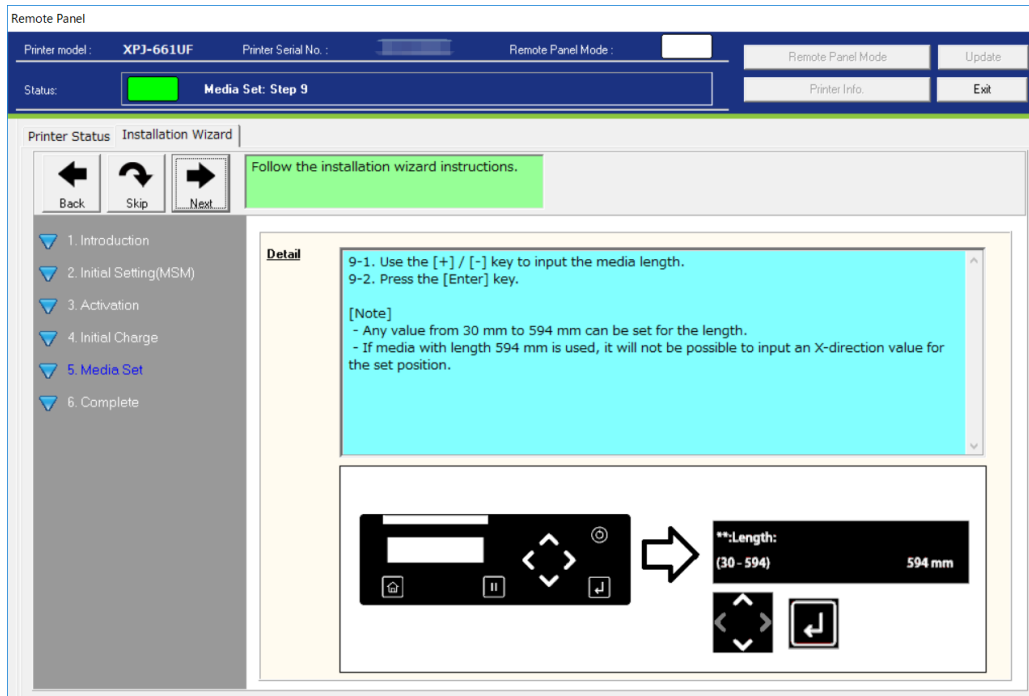 Remote Panel
Printer model : XPJ-661UF Printer Serial No. : Remote Panel Mode :
Remote Panel Mode Update
Status: Media Set: Step 9
Printer Info. Exit
Printer Status Installation Wizard
Back Skip Next
Follow the installation wizard instructions.
1. Introduction
2. Initial Setting(MSM)
3. Activation
4. Initial Charge
5. Media Set
6. Complete
Detail
9-1. Use the [+] / [-] key to input the media length.
9-2. Press the [Enter] key.
[Note]
- Any value from 30 mm to 594 mm can be set for the length.
- If media with length 594 mm is used, it will not be possible to input an X-direction value for
the set position.
**:Length:
(30 - 594) 594 mm